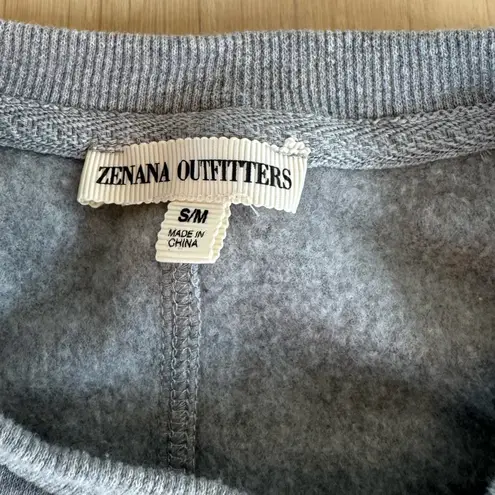 ZENANA OUTFITTERS
S/M
MADE IN
CHINA